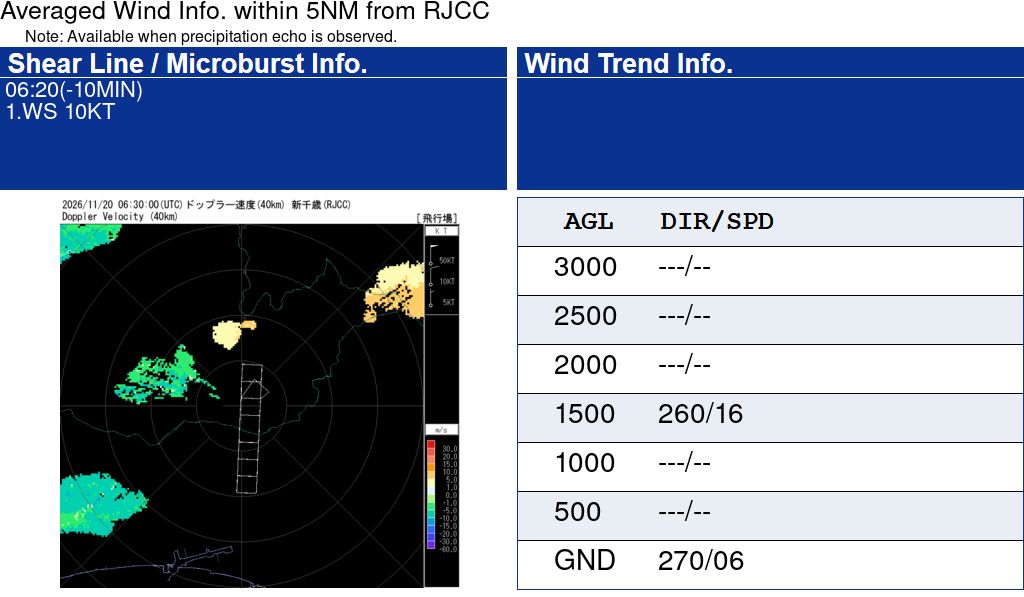 Averaged Wind Info. within 5NM from RJCC
Note: Available when precipitation echo is observed.
Shear Line / Microburst Info.
06:20(-10MIN)
1.WS 10KT
Wind Trend Info.
2026/11/20 06:30:00(UTC) ドップラー速度(40km) 新千歳(RJCC)
Doppler Velocity (40km)
[飛行場]
KT
50KT
10KT
5KT
m/s
30.0
20.0
15.0
10.0
5.0
1.0
0.0
-1.0
-5.0
-10.0
-15.0
-20.0
-30.0
-60.0
AGL DIR/SPD
3000 ---/--
2500 ---/--
2000 ---/--
1500 260/16
1000 ---/--
500 ---/--
GND 270/06